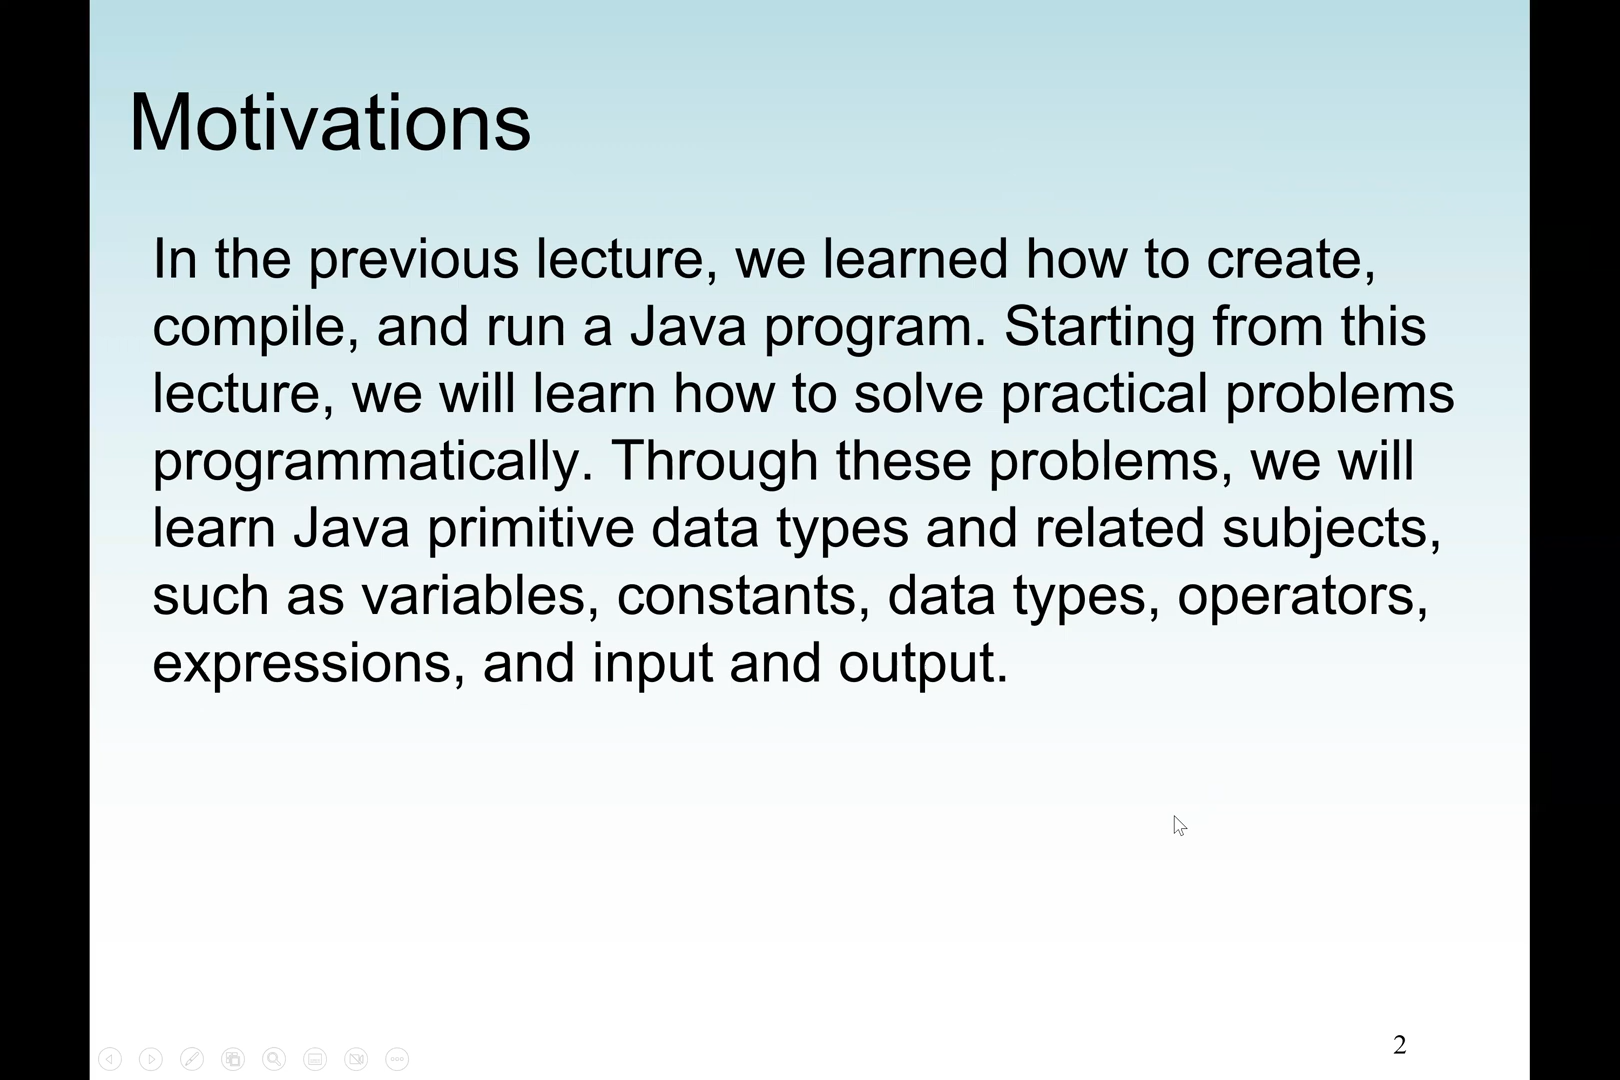 Motivations
In the previous lecture, we learned how to create,
compile, and run a Java program. Starting from this
lecture, we will learn how to solve practical problems
programmatically. Through these problems, we will
learn Java primitive data types and related subjects,
such as variables, constants, data types, operators,
expressions, and input and output.
2